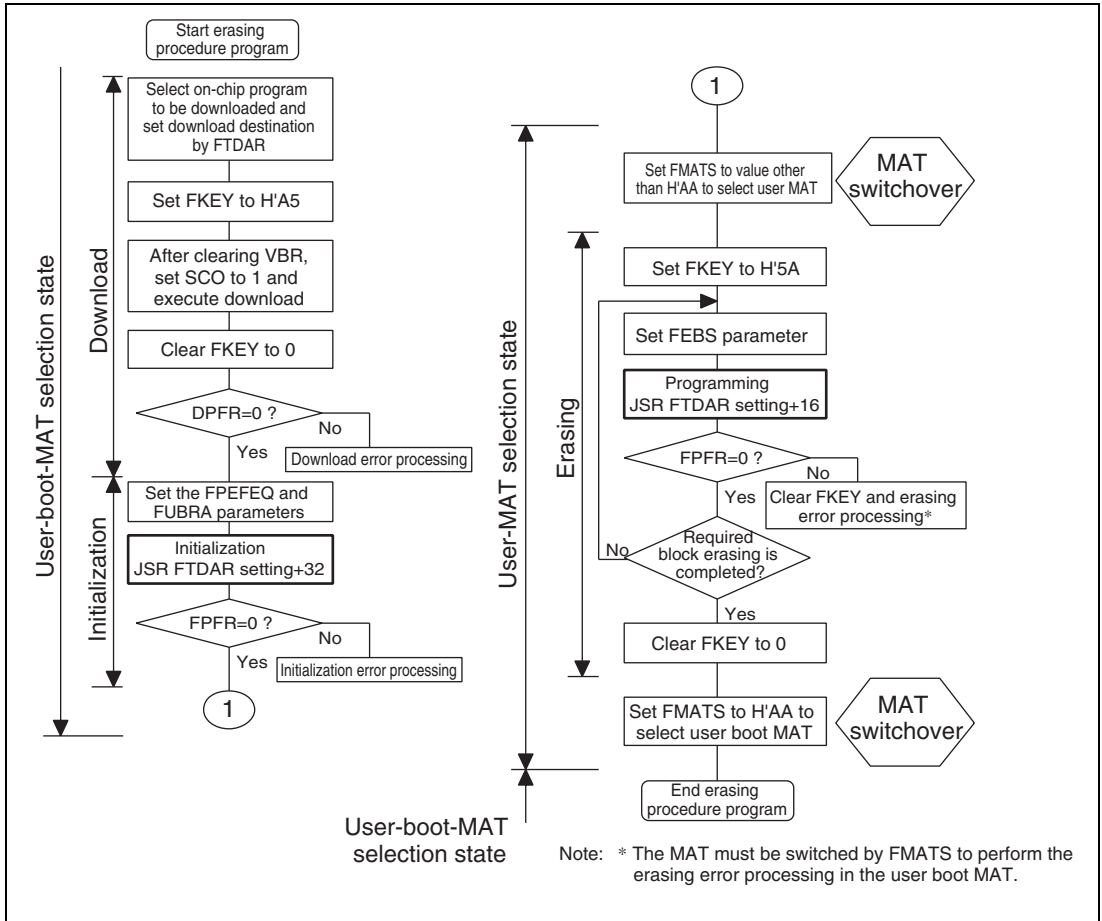 Start erasing
procedure program
User-boot-MAT selection state
Download
Select on-chip program
to be downloaded and
set download destination
by FTDAR
Set FKEY to H'A5
After clearing VBR,
set SCO to 1 and
execute download
Clear FKEY to 0
DPFR=0 ?
No
Yes
Download error processing
Initialization
Set the FPEFEQ and
FUBRA parameters
Initialization
JSR FTDAR setting+32
FPFR=0 ?
No
Yes
Initialization error processing
1
1
User-MAT selection state
Set FMATS to value other
than H'AA to select user MAT
MAT
switchover
Erasing
Set FKEY to H'5A
Set FEBS parameter
Programming
JSR FTDAR setting+16
FPFR=0 ?
No
Yes
Clear FKEY and erasing
error processing*
Required
block erasing is
completed?
No
Yes
Clear FKEY to 0
Set FMATS to H'AA to
select user boot MAT
MAT
switchover
End erasing
procedure program
User-boot-MAT
selection state
Note: * The MAT must be switched by FMATS to perform the
erasing error processing in the user boot MAT.